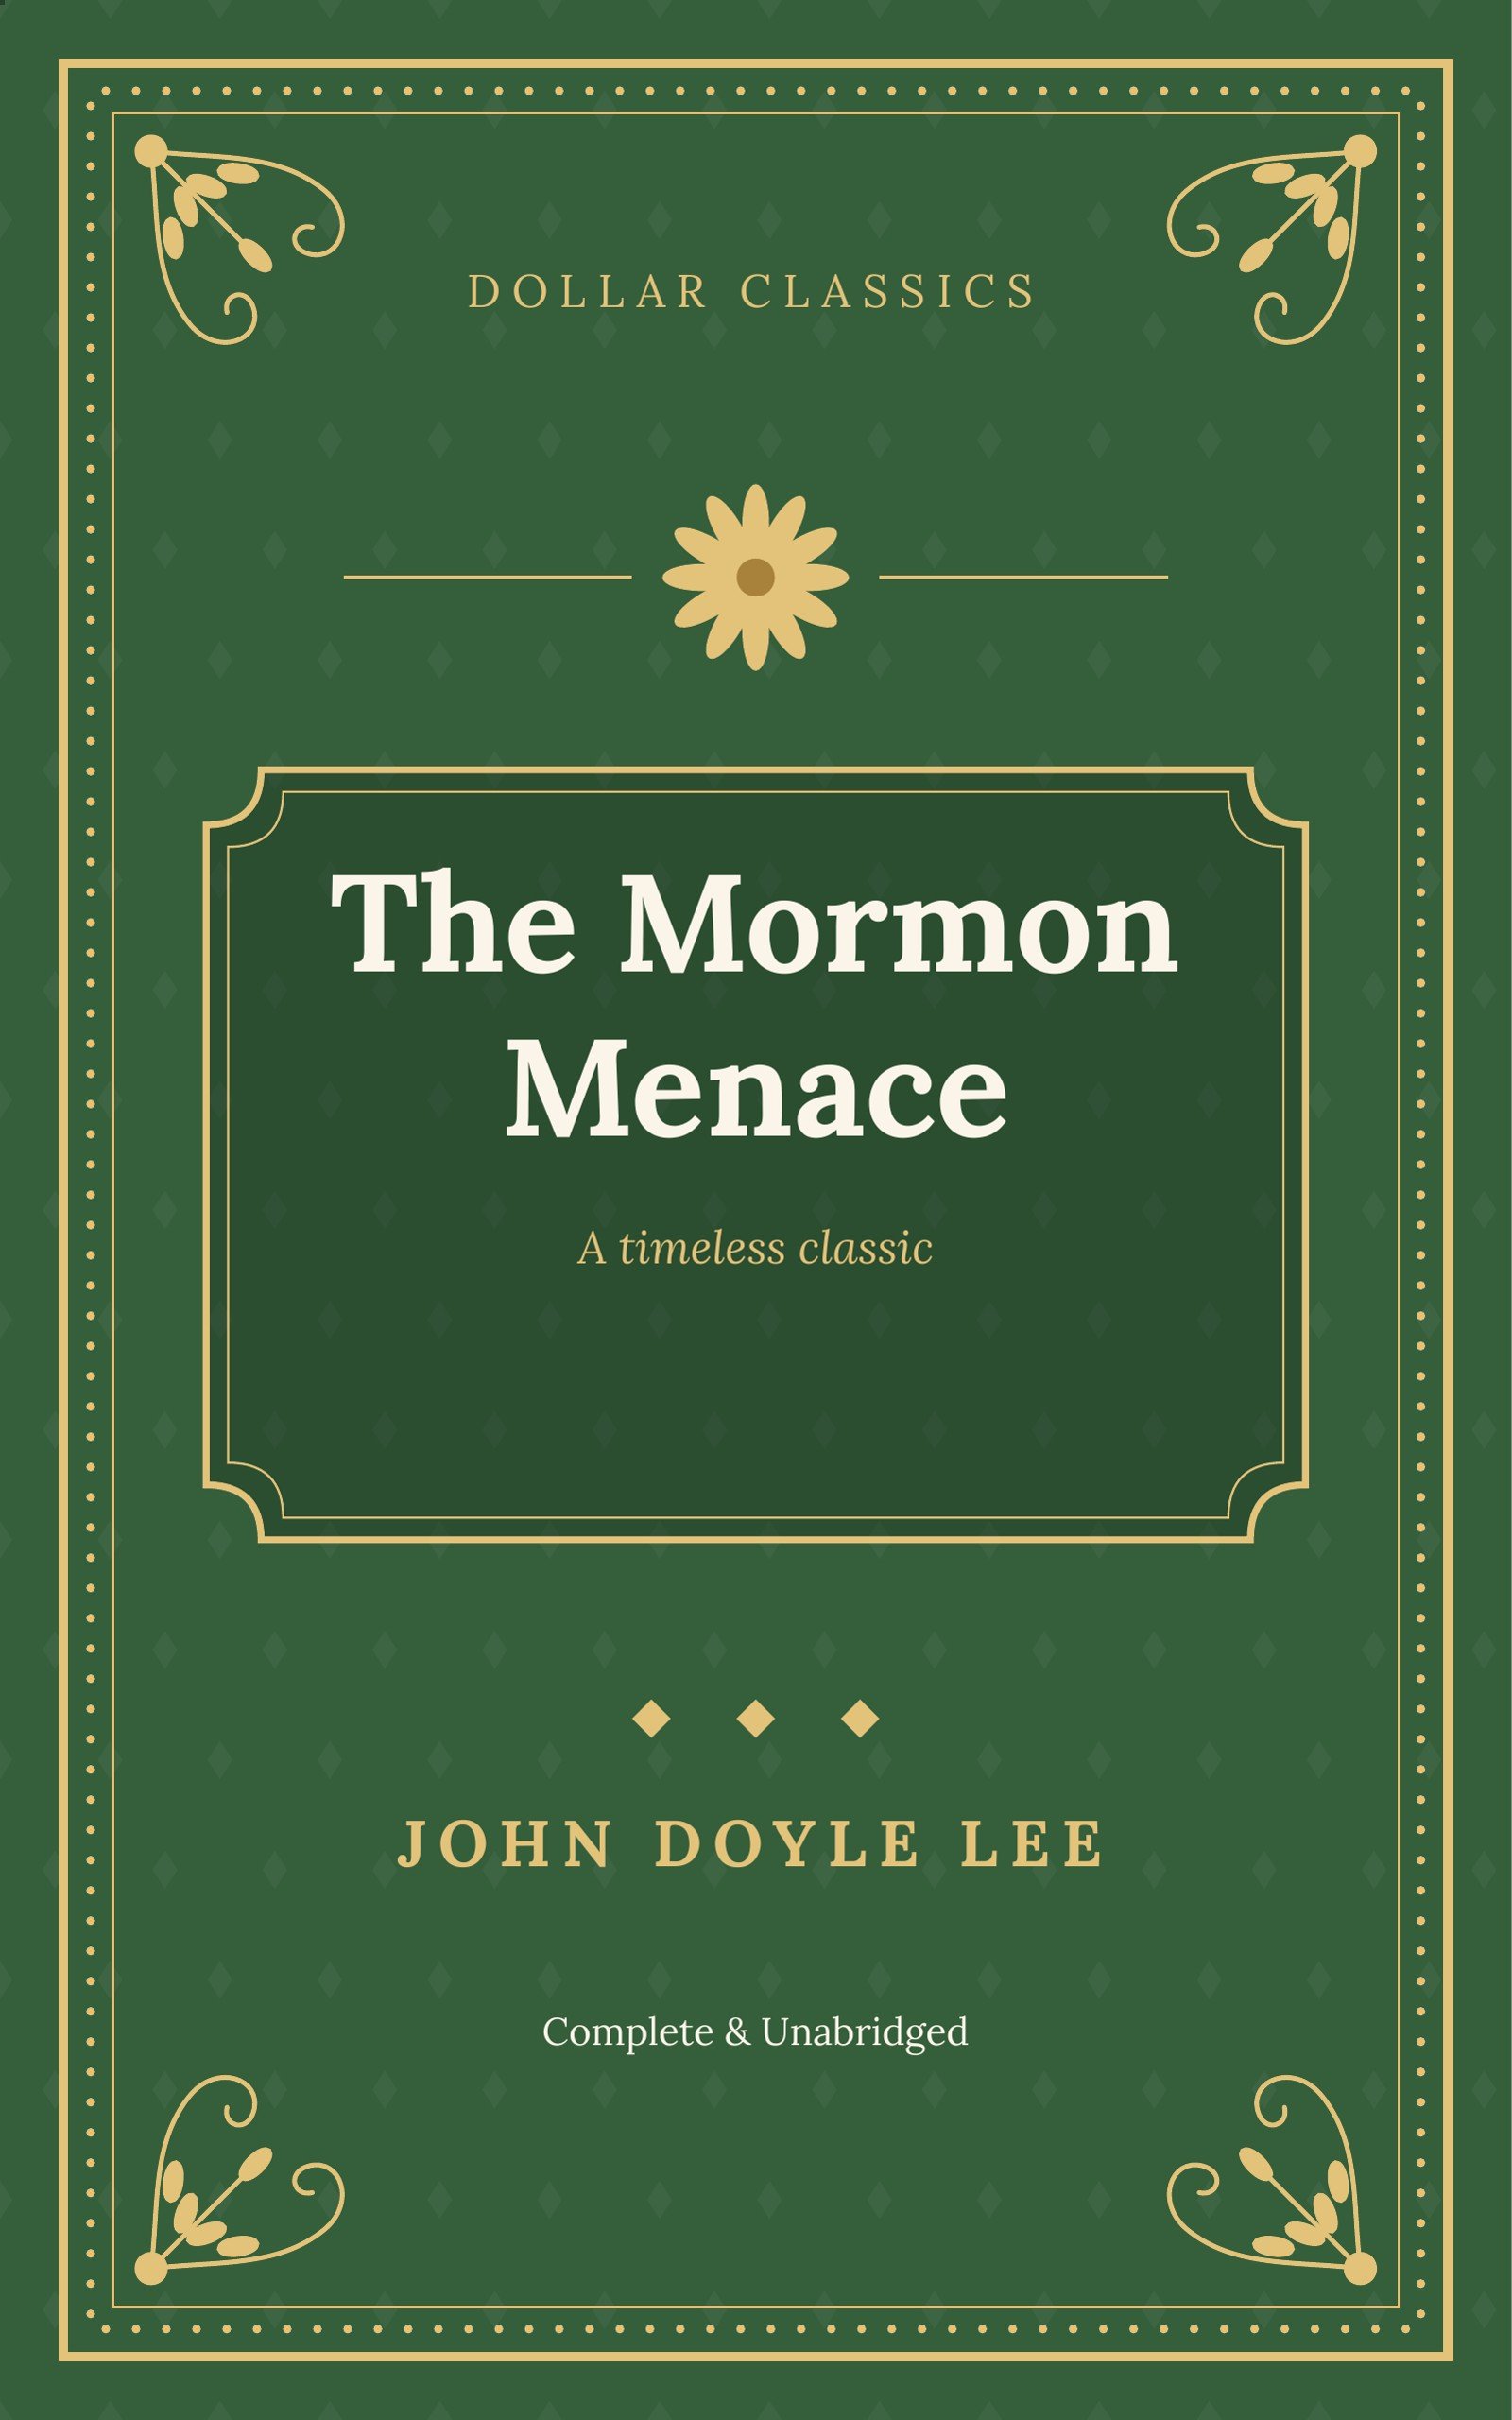 DOLLAR CLASSICS
The Mormon
Menace
A timeless classic
JOHN DOYLE LEE
Complete & Unabridged